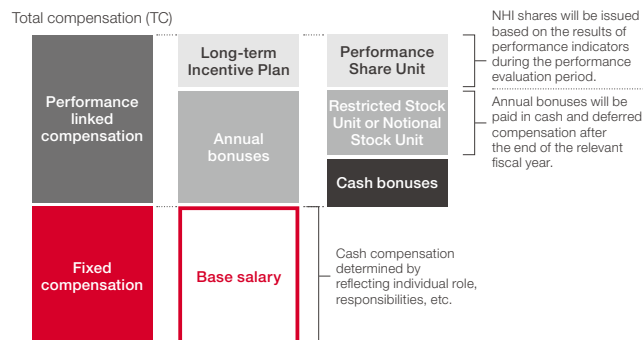 Total compensation (TC)
Performance
linked
compensation
Fixed
compensation
Long-term
Incentive Plan
Annual
bonuses
Base salary
Performance
Share Unit
Restricted Stock
Unit or Notional
Stock Unit
Cash bonuses
NHI shares will be issued
based on the results of
performance indicators
during the performance
evaluation period.
Annual bonuses will be
paid in cash and deferred
compensation after
the end of the relevant
fiscal year.
Cash compensation
determined by
reflecting individual role,
responsibilities, etc.